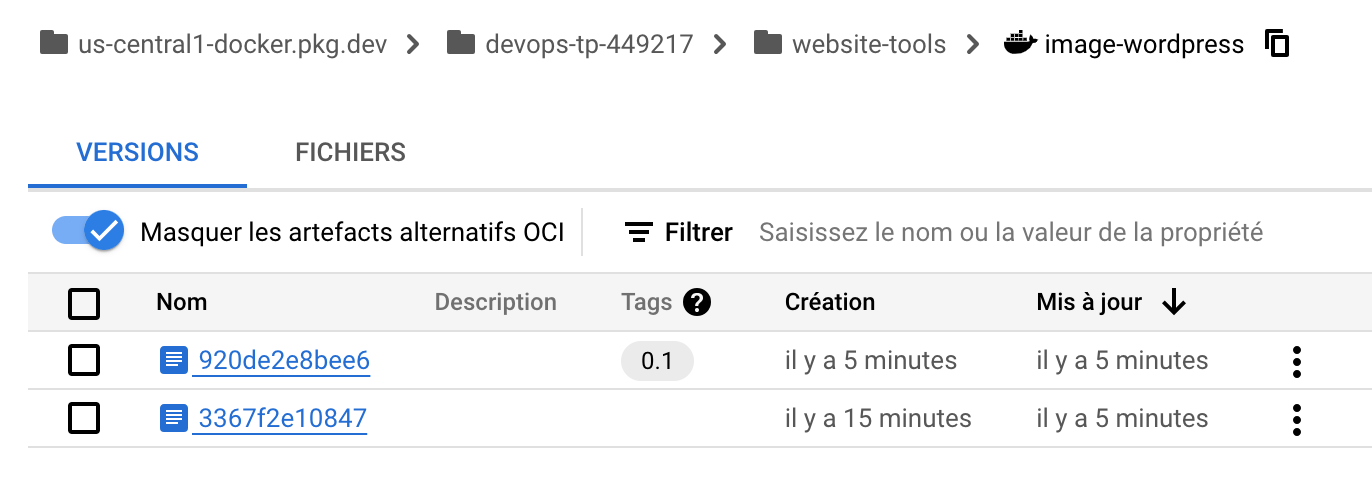 us-central1-docker.pkg.dev > devops-tp-449217 > website-tools > image-wordpress
VERSIONS FICHIERS
Masquer les artefacts alternatifs OCI Filtrer Saisissez le nom ou la valeur de la propriété
Nom Description Tags ? Création Mis à jour
920de2e8bee6 0.1 il y a 5 minutes il y a 5 minutes
3367f2e10847 il y a 15 minutes il y a 5 minutes